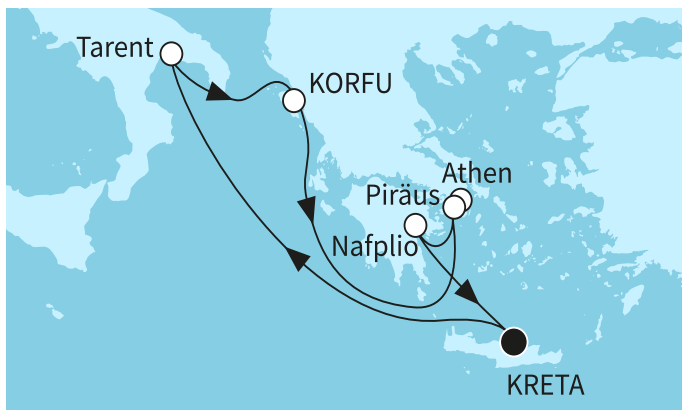 Tarent
KORFU
Athen
Piräus
Nafplio
KRETA